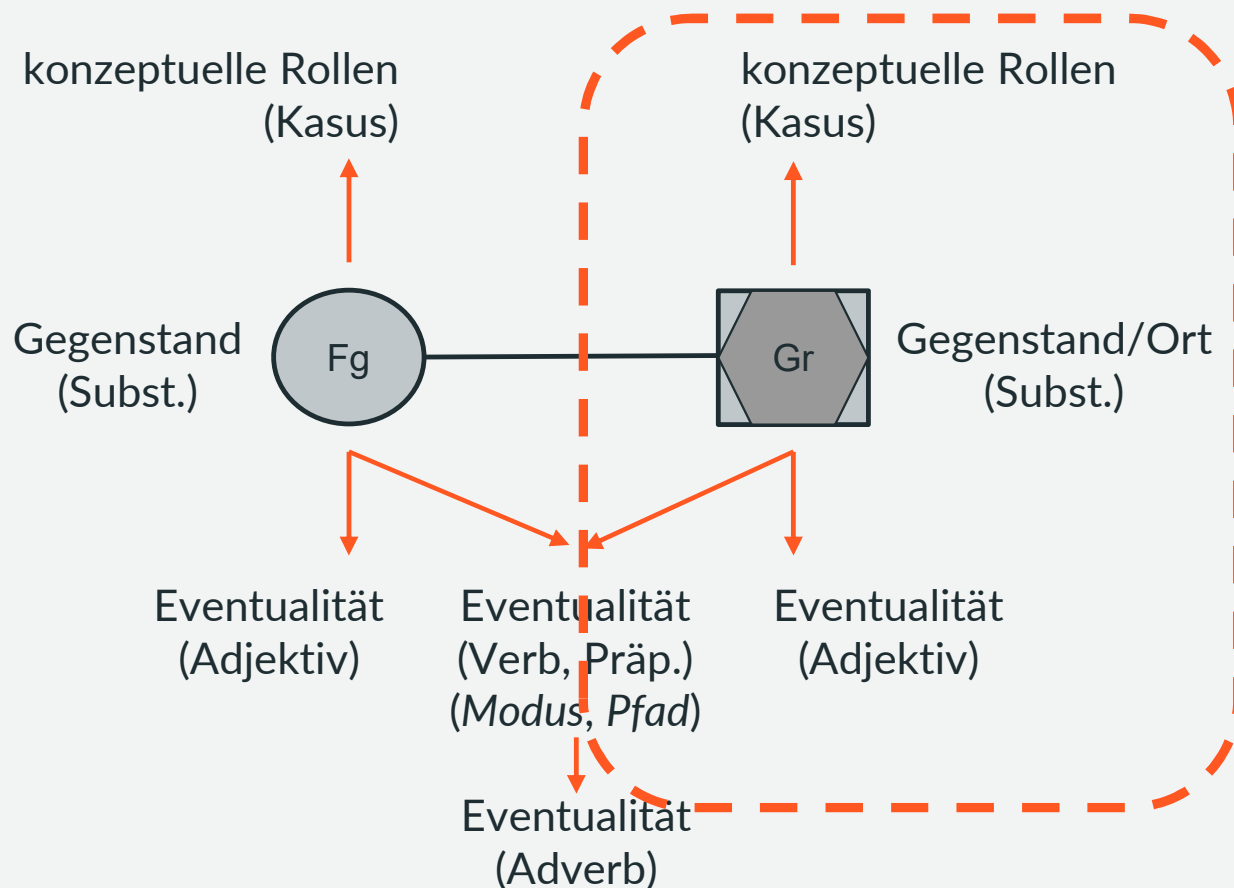 konzeptuelle Rollen
(Kasus)
konzeptuelle Rollen
(Kasus)
Gegenstand
(Subst.)
Fg
Gr
Gegenstand/Ort
(Subst.)
Eventualität
(Adjektiv)
Eventualität
(Verb, Präp.)
(Modus, Pfad)
Eventualität
(Adjektiv)
Eventualität
(Adverb)